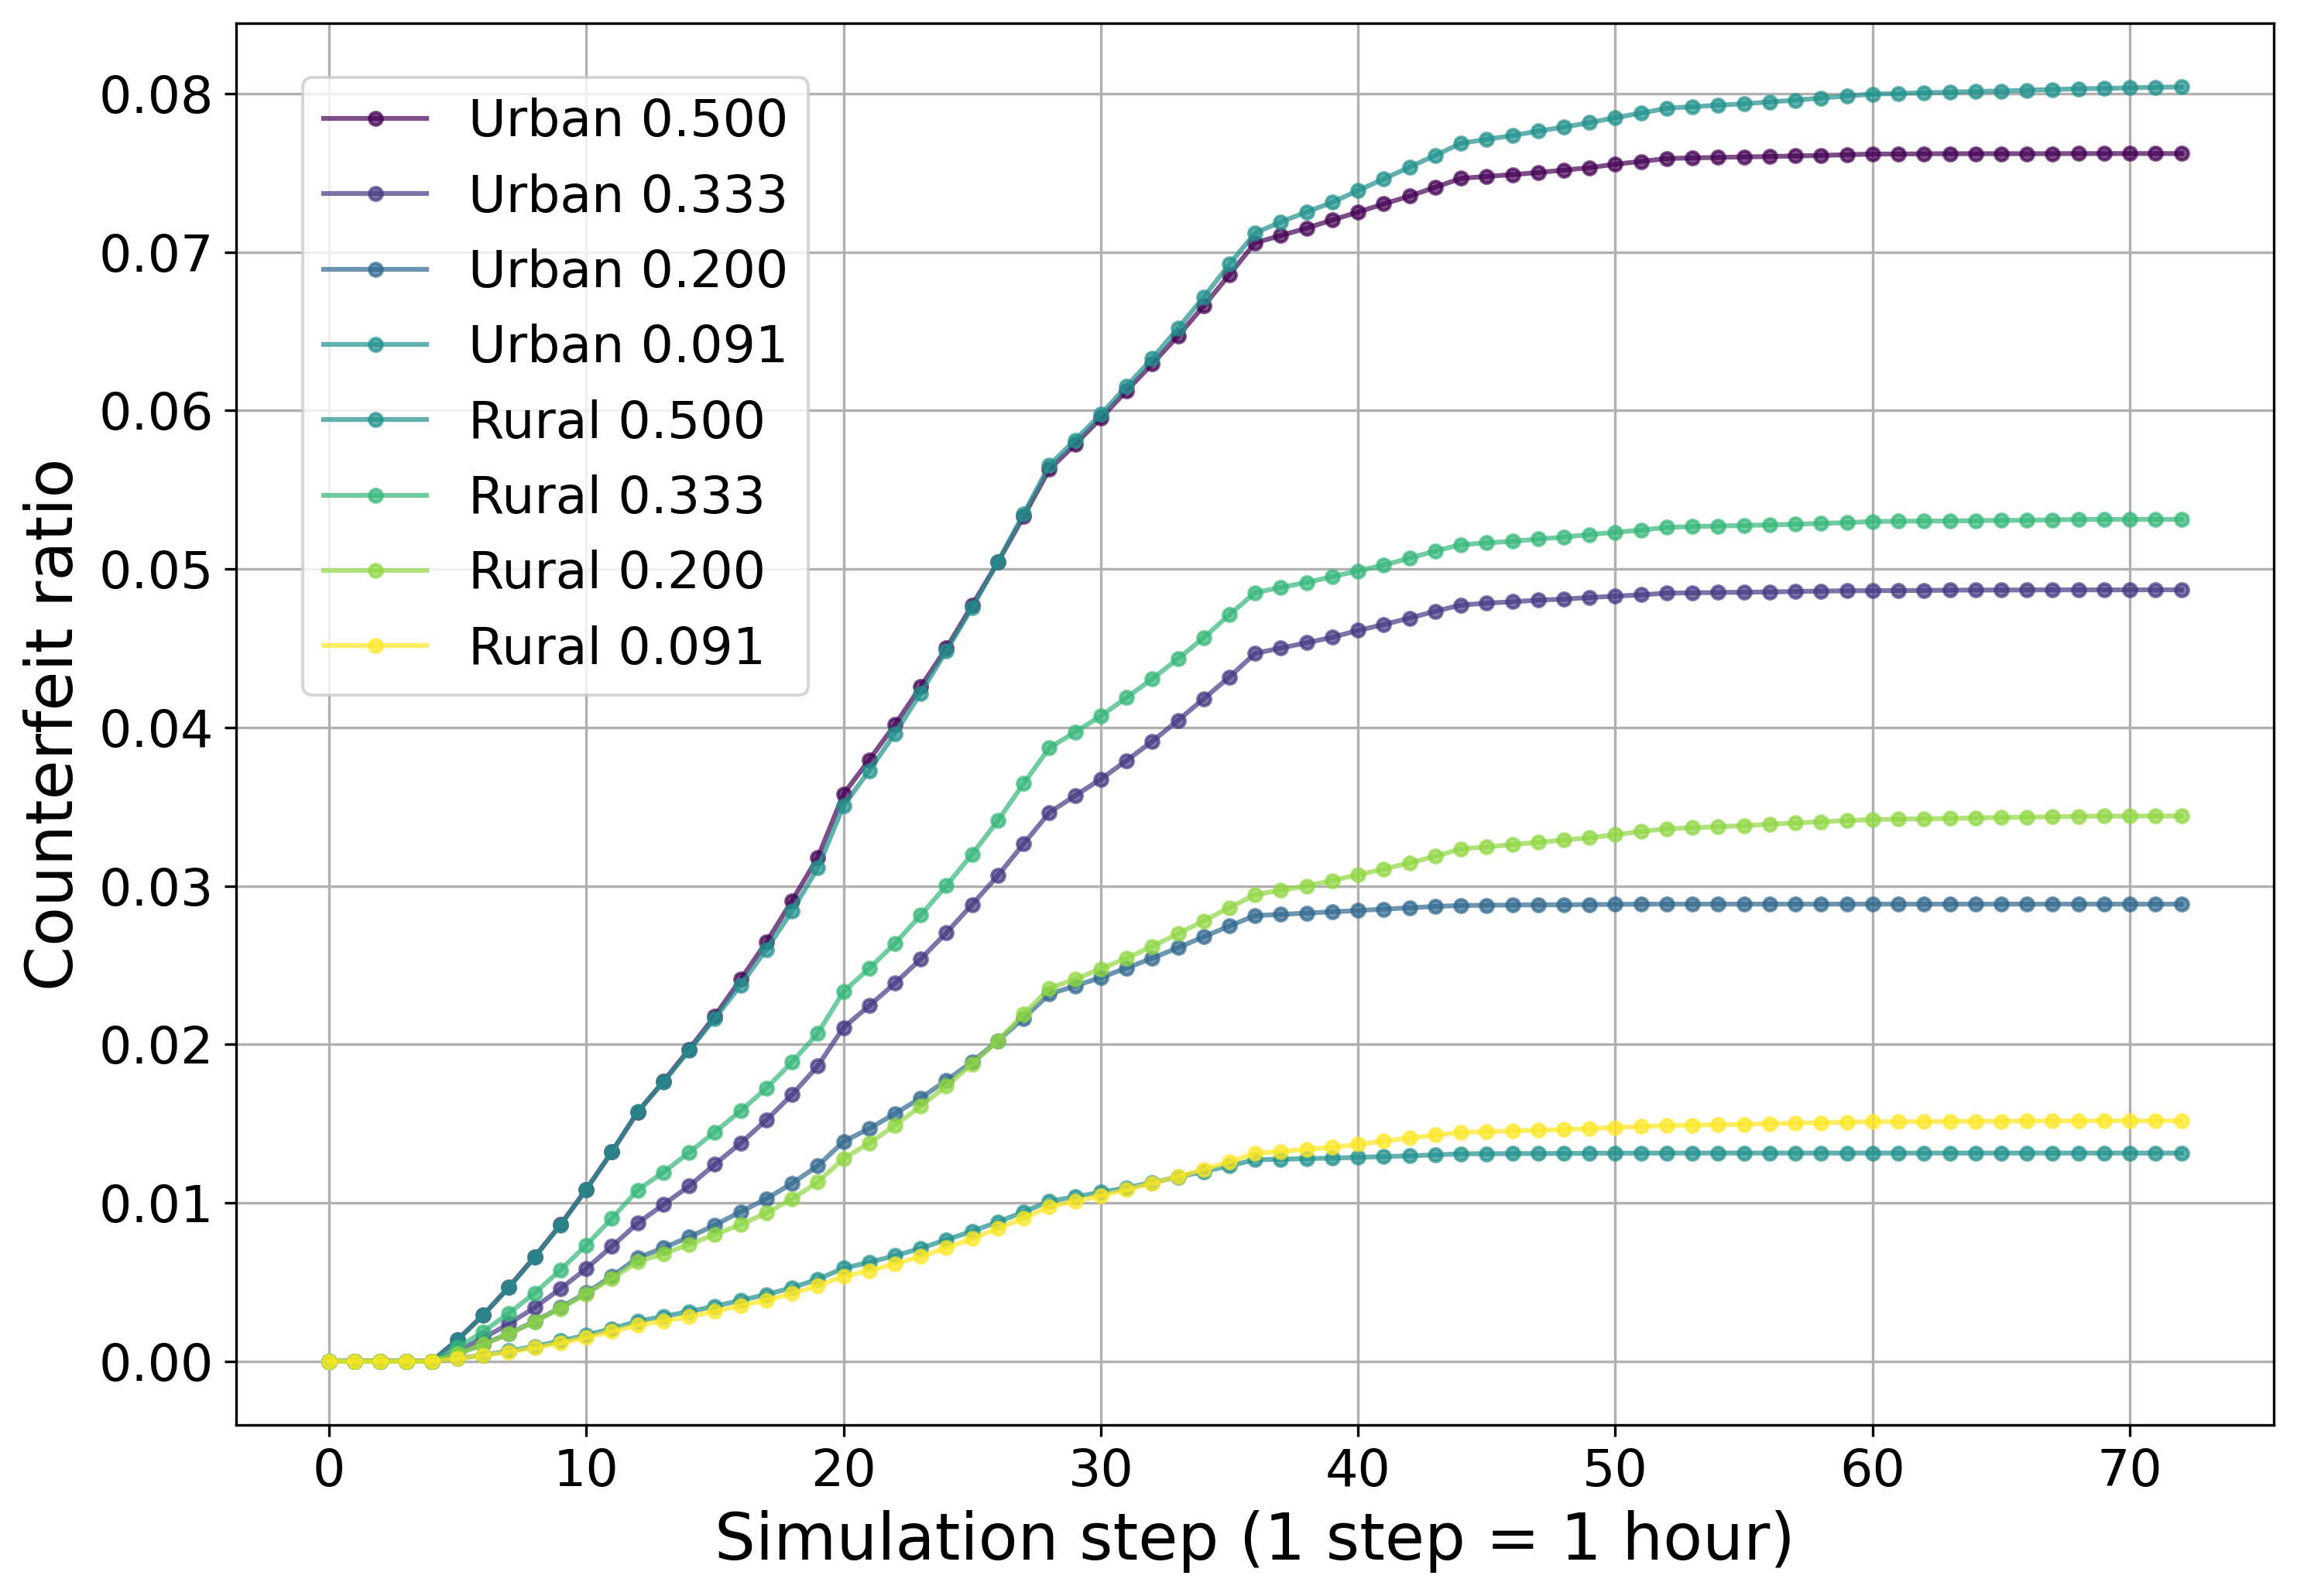 0.08
0.07
0.06
0.05
0.04
0.03
0.02
0.01
0.00
Counterfeit ratio
Urban 0.500
Urban 0.333
Urban 0.200
Urban 0.091
Rural 0.500
Rural 0.333
Rural 0.200
Rural 0.091
0 10 20 30 40 50 60 70
Simulation step (1 step = 1 hour)